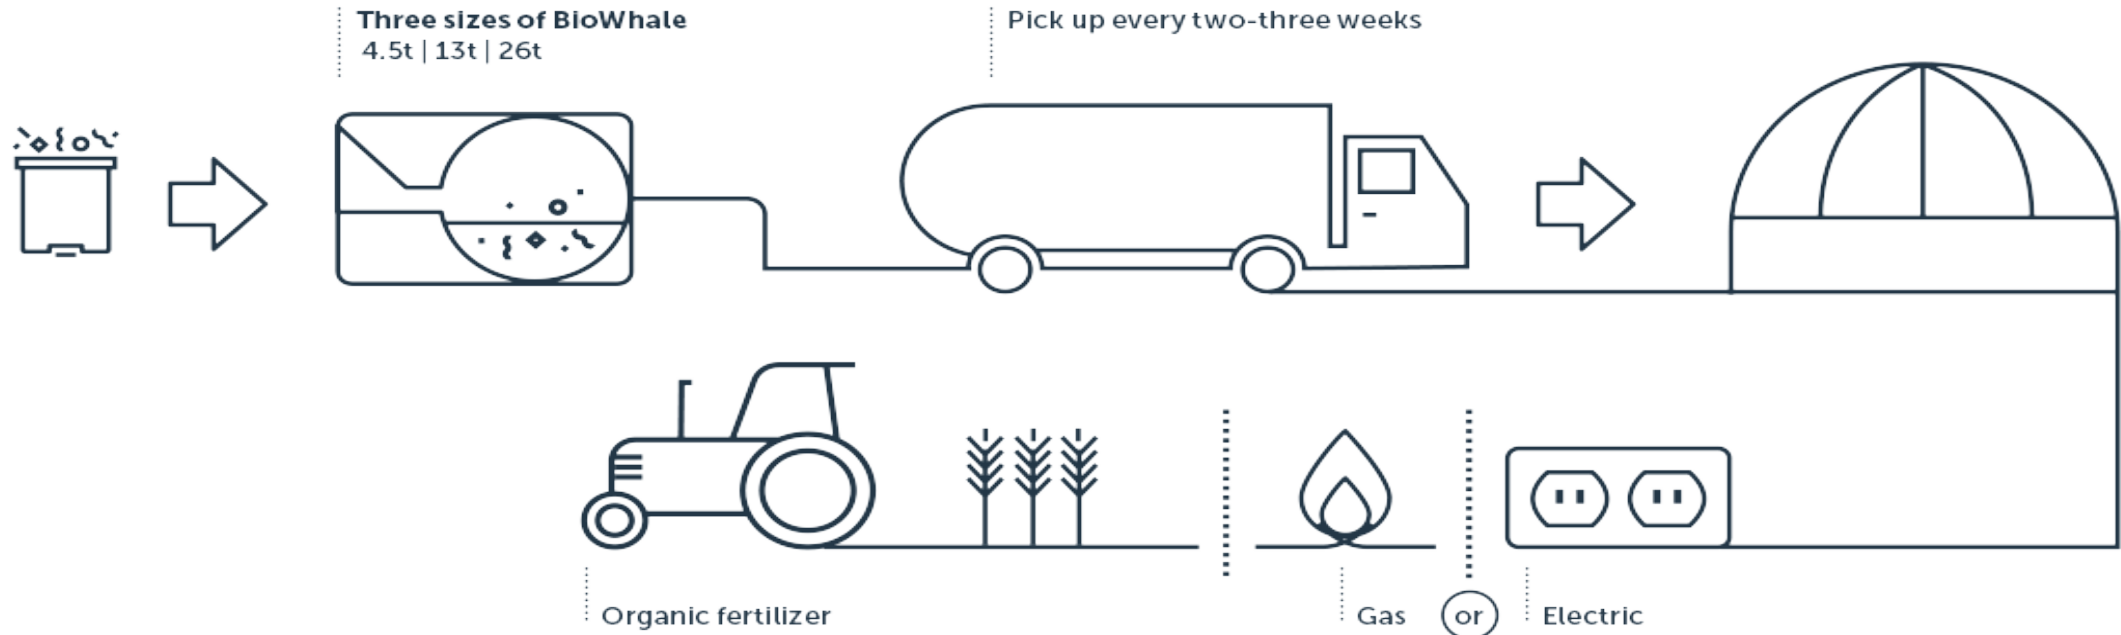 Three sizes of BioWhale
4.5t | 13t | 26t
Pick up every two-three weeks
Organic fertilizer
Gas
or
Electric